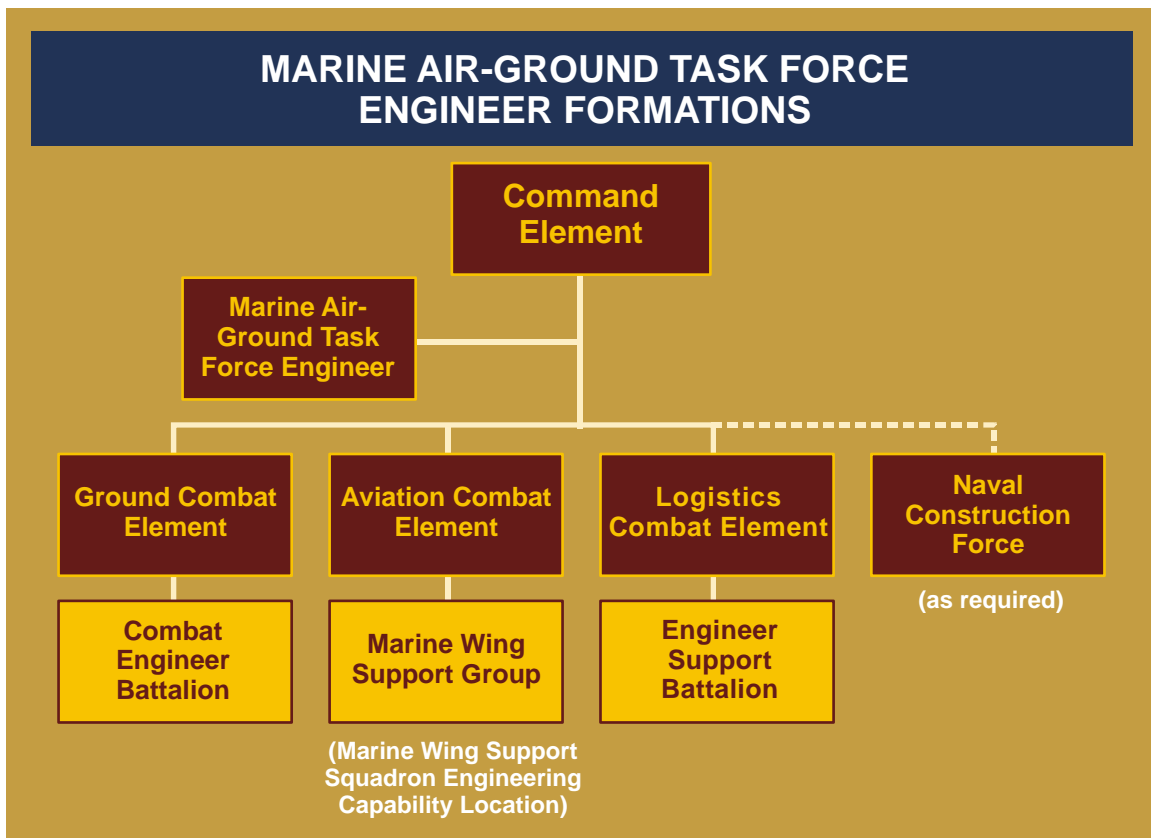 MARINE AIR-GROUND TASK FORCE
ENGINEER FORMATIONS
Command
Element
Marine Air-
Ground Task
Force Engineer
Ground Combat
Element
Aviation Combat
Element
Logistics
Combat Element
Naval
Construction
Force
(as required)
Combat
Engineer
Battalion
Marine Wing
Support Group
Engineer
Support
Battalion
(Marine Wing Support
Squadron Engineering
Capability Location)